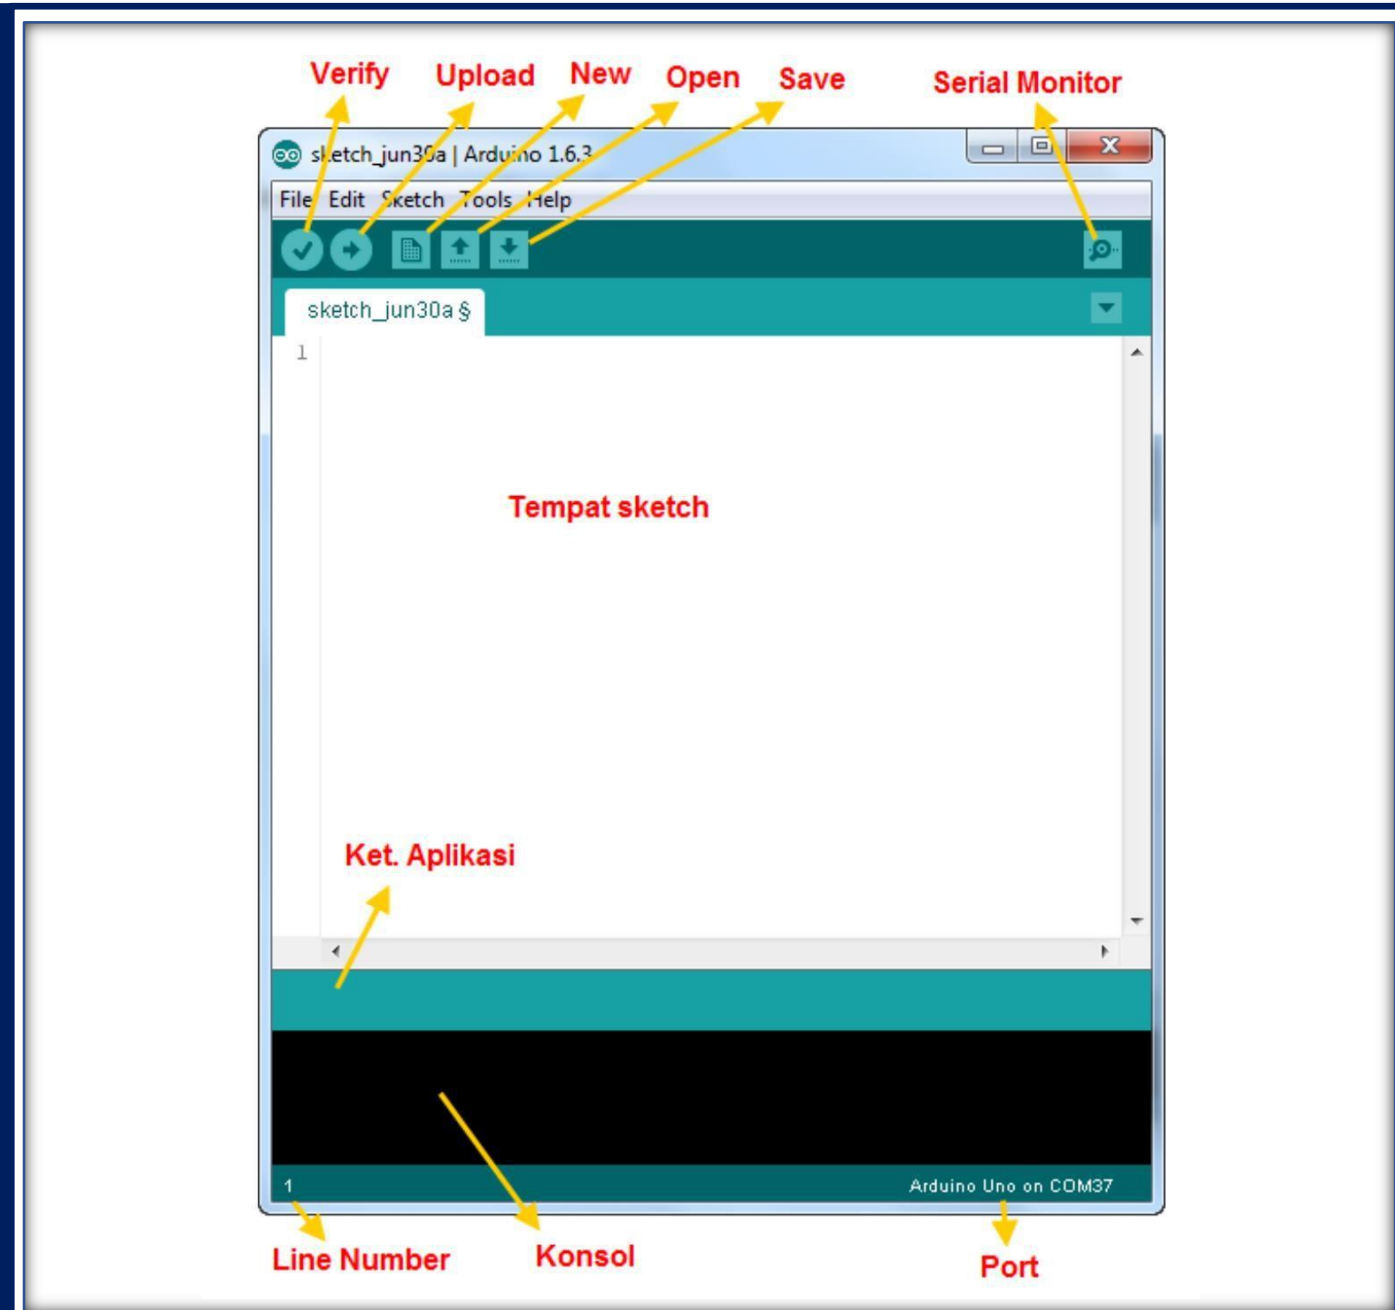 Verify Upload New Open Save Serial Monitor
sketch_jun30a | Arduino 1.6.3
File Edit Sketch Tools Help
sketch_jun30a §
1
Tempat sketch
Ket. Aplikasi
1 Arduino Uno on COM37
Line Number Konsol Port